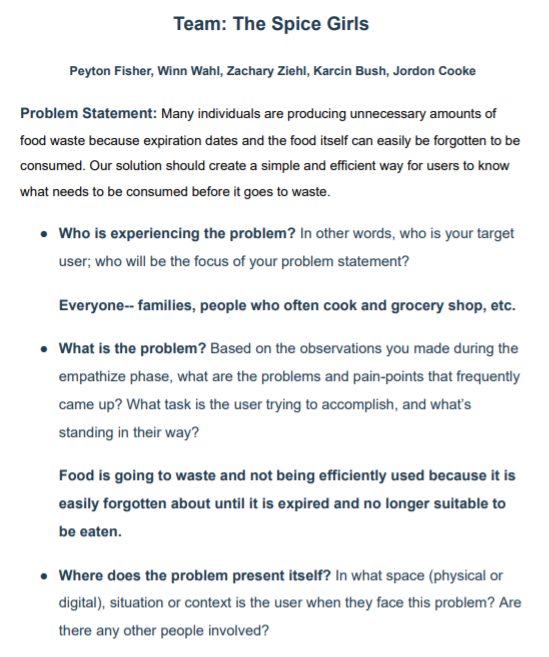 Team: The Spice Girls
Peyton Fisher, Winn Wahl, Zachary Ziehl, Karcin Bush, Jordon Cooke
Problem Statement: Many individuals are producing unnecessary amounts of
food waste because expiration dates and the food itself can easily be forgotten to be
consumed. Our solution should create a simple and efficient way for users to know
what needs to be consumed before it goes to waste.
● Who is experiencing the problem? In other words, who is your target
user; who will be the focus of your problem statement?
Everyone-- families, people who often cook and grocery shop, etc.
● What is the problem? Based on the observations you made during the
empathize phase, what are the problems and pain-points that frequently
came up? What task is the user trying to accomplish, and what’s
standing in their way?
Food is going to waste and not being efficiently used because it is
easily forgotten about until it is expired and no longer suitable to
be eaten.
● Where does the problem present itself? In what space (physical or
digital), situation or context is the user when they face this problem? Are
there any other people involved?